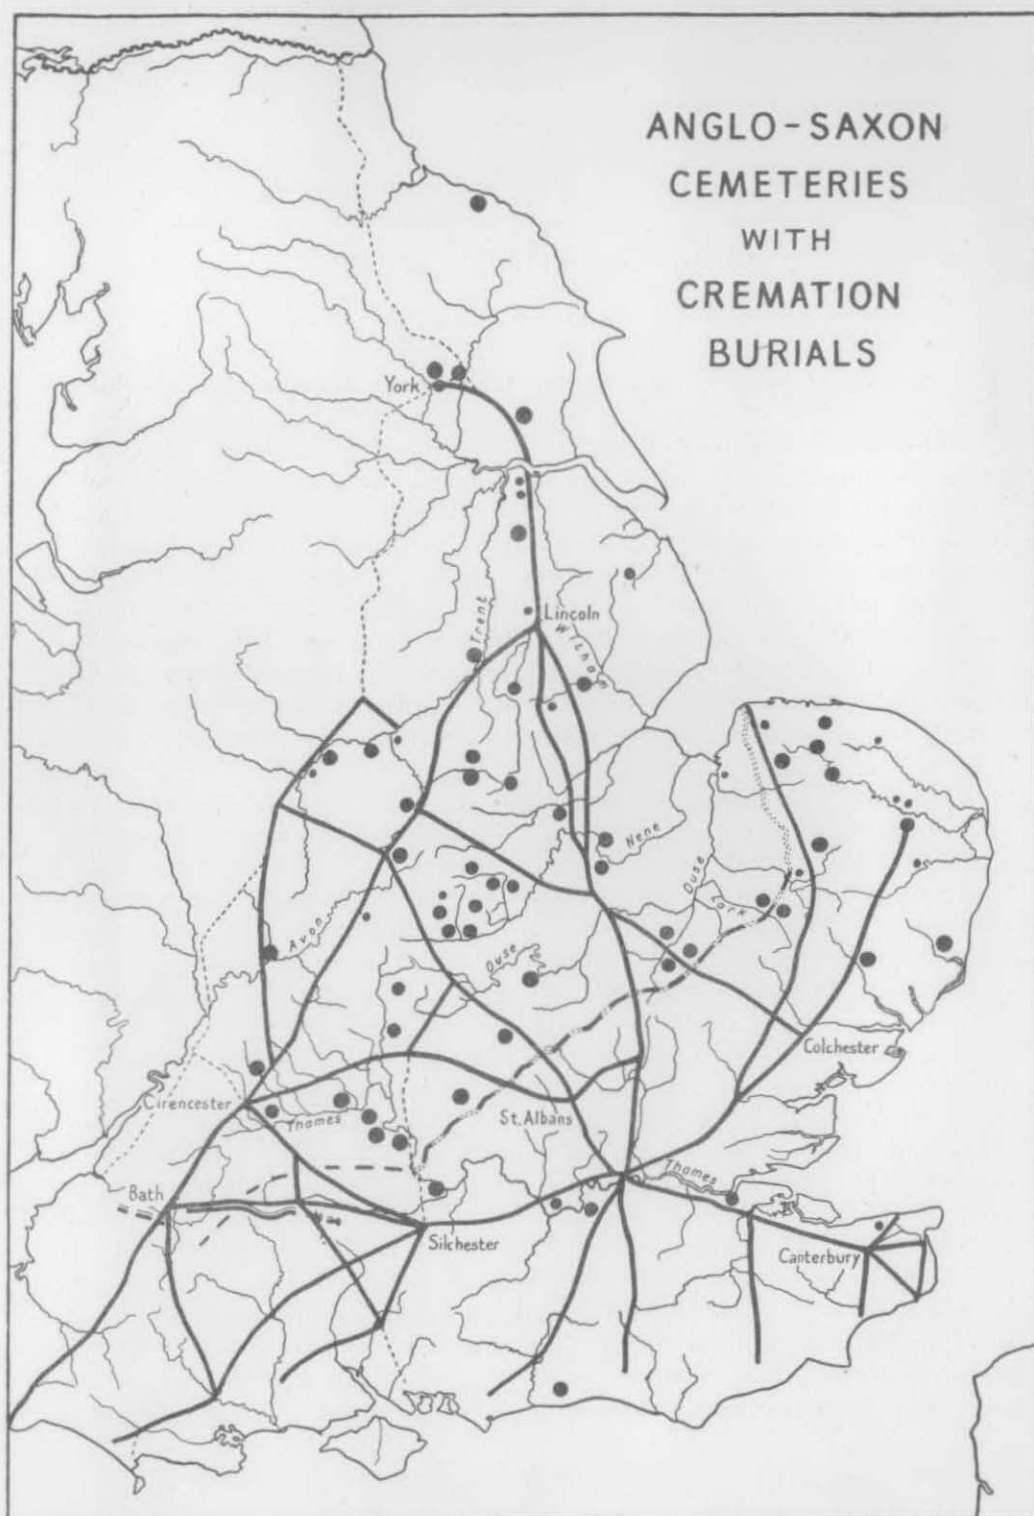 ANGLO-SAXON
CEMETERIES
WITH
CREMATION
BURIALS
York
Lincoln
Trent
Witham
Nene
Ouse
Lark
Avon
Ouse
Colchester
Cirencester
Thames
St. Albans
Thames
Bath
Silchester
Canterbury